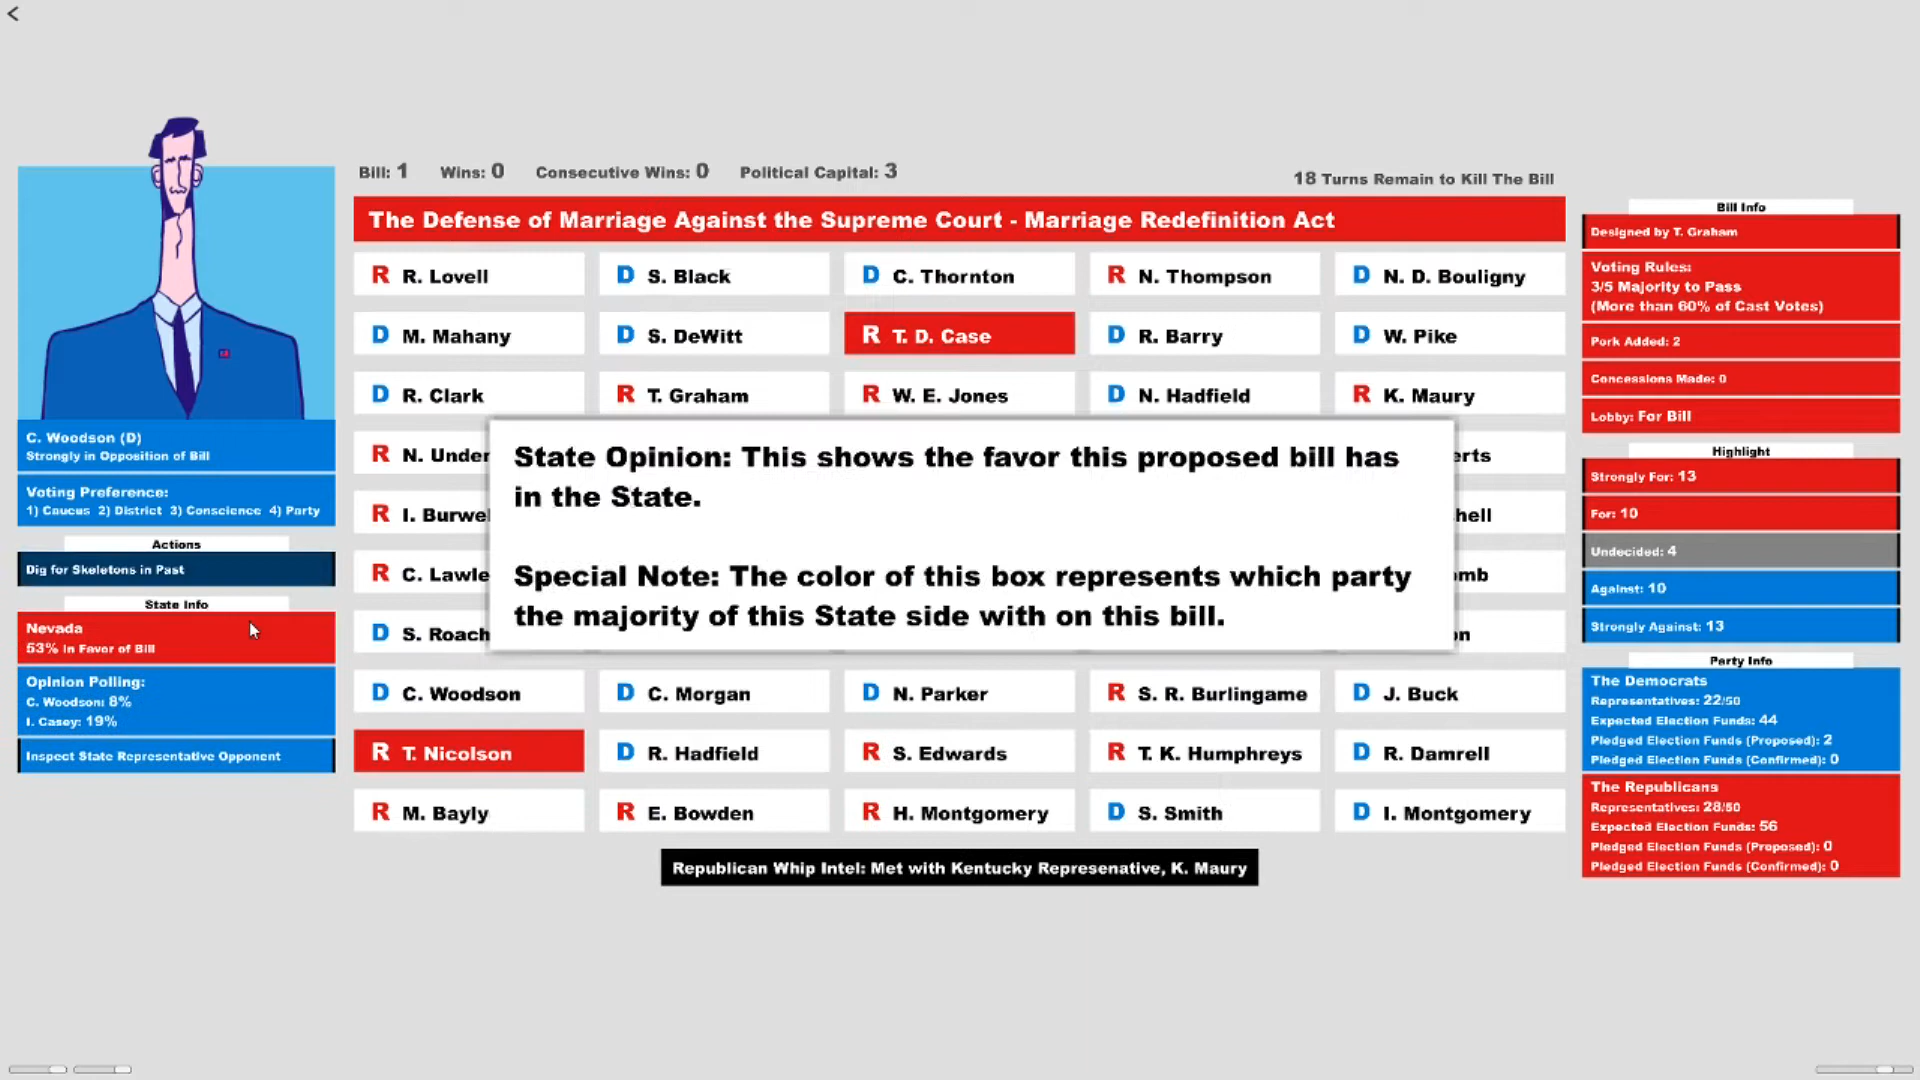 Bill: 1 Wins: 0 Consecutive Wins: 0 Political Capital: 3
18 Turns Remain to Kill The Bill
The Defense of Marriage Against the Supreme Court - Marriage Redefinition Act
C. Woodson (D)
Strongly in Opposition of Bill
Voting Preference:
1) Caucus 2) District 3) Conscience 4) Party
Actions
Dig for Skeletons in Past
State Info
Nevada
53% In Favor of Bill
Opinion Polling:
C. Woodson: 8%
I. Casey: 19%
Inspect State Representative Opponent
R R. Lovell D S. Black D C. Thornton R N. Thompson D N. D. Bouligny
D M. Mahany D S. DeWitt R T. D. Case D R. Barry D W. Pike
D R. Clark R T. Graham R W. E. Jones D N. Hadfield R K. Maury
R N. Under erts
R I. Burwe hell
R C. Lawle mb
D S. Roach n
State Opinion: This shows the favor this proposed bill has
in the State.
Special Note: The color of this box represents which party
the majority of this State side with on this bill.
D C. Woodson D C. Morgan D N. Parker R S. R. Burlingame D J. Buck
R T. Nicolson D R. Hadfield R S. Edwards R T. K. Humphreys D R. Damrell
R M. Bayly R E. Bowden R H. Montgomery D S. Smith D I. Montgomery
Republican Whip Intel: Met with Kentucky Represenative, K. Maury
Bill Info
Designed by T. Graham
Voting Rules:
3/5 Majority to Pass
(More than 60% of Cast Votes)
Pork Added: 2
Concessions Made: 0
Lobby: For Bill
Highlight
Strongly For: 13
For: 10
Undecided: 4
Against: 10
Strongly Against: 13
Party Info
The Democrats
Representatives: 22/50
Expected Election Funds: 44
Pledged Election Funds (Proposed): 2
Pledged Election Funds (Confirmed): 0
The Republicans
Representatives: 28/50
Expected Election Funds: 56
Pledged Election Funds (Proposed): 0
Pledged Election Funds (Confirmed): 0